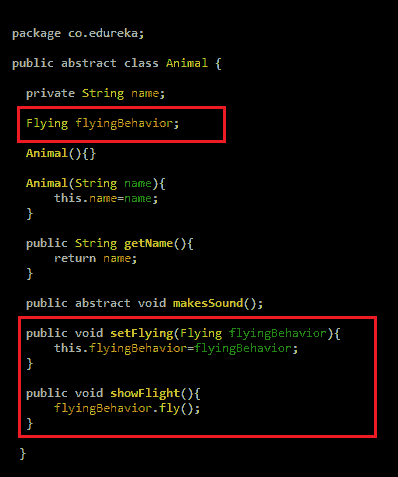 package co.edureka;
public abstract class Animal {
private String name;
Flying flyingBehavior;
Animal(){}
Animal(String name){
this.name=name;
}
public String getName(){
return name;
}
public abstract void makesSound();
public void setFlying(Flying flyingBehavior){
this.flyingBehavior=flyingBehavior;
}
public void showFlight(){
flyingBehavior.fly();
}
}